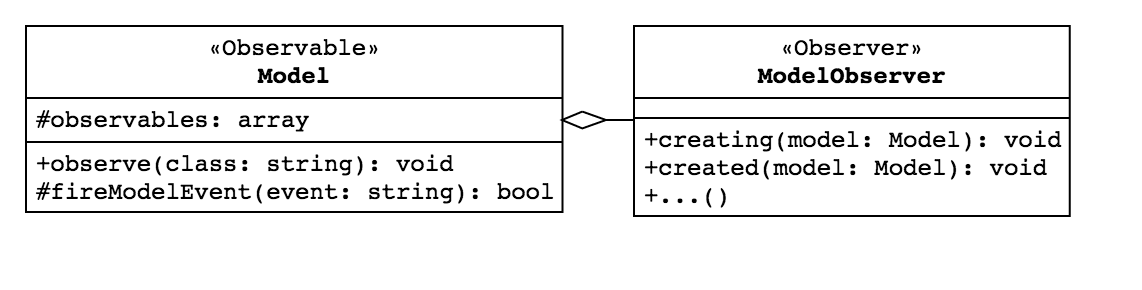 «Observable»
Model
#observables: array
+observe(class: string): void
#fireModelEvent(event: string): bool
«Observer»
ModelObserver
+creating(model: Model): void
+created(model: Model): void
+...()